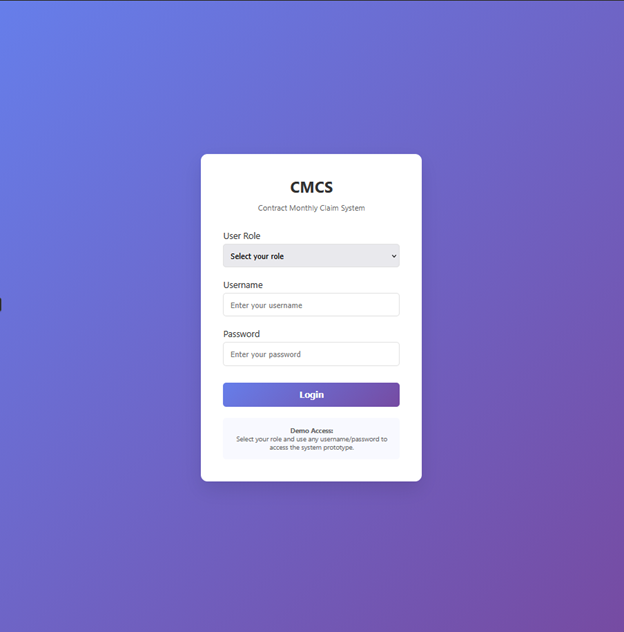 CMCS
Contract Monthly Claim System
User Role
Select your role
Username
Enter your username
Password
Enter your password
Login
Demo Access:
Select your role and use any username/password to
access the system prototype.